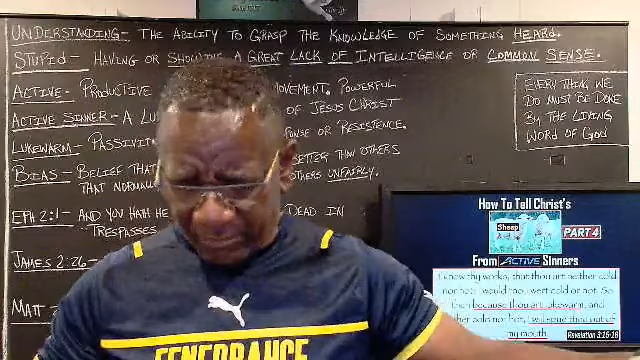 UNDERSTANDING- THE ABILITY TO GRASP THE KNOWLEDGE OF SOMETHING HEARD.
STUPID- HAVING OR SHOWING A GREAT LACK OF INTELLIGENCE OR COMMON SENSE.
ACTIVE- PRODUCTIVE MOVEMENT. POWERFUL
ACTIVE SINNER- A OF JESUS CHRIST
LUKEWARM- OR RESISTENCE.
BIAS- BELIEF THAT BETTER THAN OTHERS
THAT OTHERS UNFAIRLY.
EPH 2:1- AND YOU HATH HE DEAD IN
TRESPASSES
JAMES 2:26-
MATT
EVERYTHING WE
DO MUST BE DONE
BY THE LIVING
WORD OF GOD
How To Tell Christ's
Sheep
PART 4
From ACTIVE Sinners
know thy works, that thou art neither cold
nor hot: I would thou wert cold or hot. So
then because thou art lukewarm, and
cold nor hot, I will spue thee out of
my mouth.
Revelation 3:15-16
FENERBAHCE